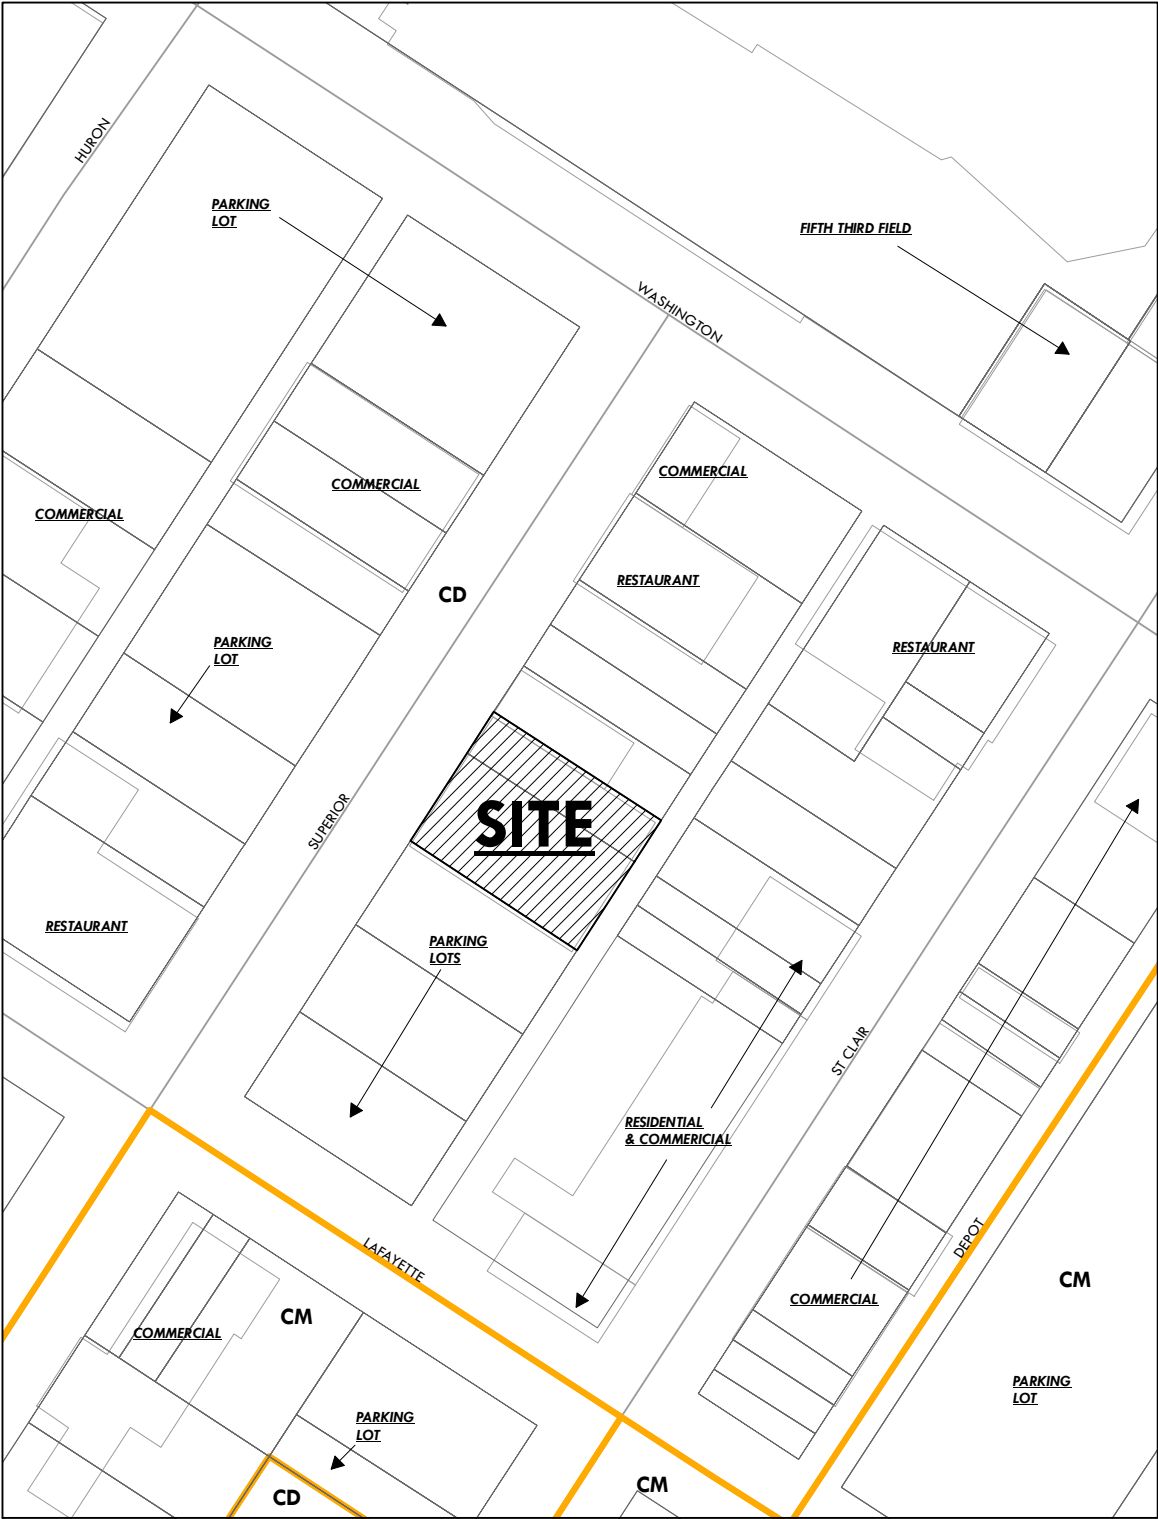 HURON
PARKING
LOT
FIFTH THIRD FIELD
WASHINGTON
COMMERCIAL
COMMERCIAL
COMMERCIAL
RESTAURANT
CD
PARKING
LOT
RESTAURANT
SUPERIOR
SITE
RESTAURANT
PARKING
LOTS
ST CLAIR
RESIDENTIAL
& COMMERICIAL
DEPOT
LAFAYETTE
CM
COMMERCIAL
CM
COMMERCIAL
PARKING
LOT
PARKING
LOT
CM
CD